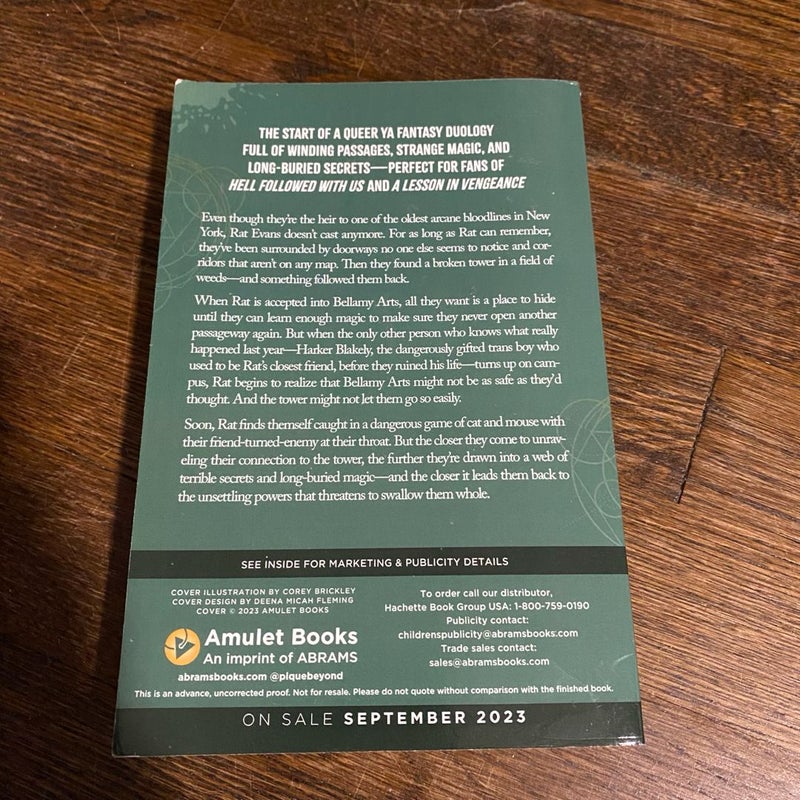 THE START OF A QUEER YA FANTASY DUOLOGY
FULL OF WINDING PASSAGES, STRANGE MAGIC, AND
LONG-BURIED SECRETS—PERFECT FOR FANS OF
HELL FOLLOWED WITH US AND A LESSON IN VENGEANCE
Even though they're the heir to one of the oldest arcane bloodlines in New
York, Rat Evans doesn't cast anymore. For as long as Rat can remember,
they've been surrounded by doorways no one else seems to notice and cor-
ridors that aren't on any map. Then they found a broken tower in a field of
weeds—and something followed them back.
When Rat is accepted into Bellamy Arts, all they want is a place to hide
until they can learn enough magic to make sure they never open another
passageway again. But when the only other person who knows what really
happened last year—Harker Blakely, the dangerously gifted trans boy who
used to be Rat's closest friend, before they ruined his life—turns up on cam-
pus, Rat begins to realize that Bellamy Arts might not be as safe as they'd
thought. And the tower might not let them go so easily.
Soon, Rat finds themself caught in a dangerous game of cat and mouse with
their friend-turned-enemy at their throat. But the closer they come to unrav-
eling their connection to the tower, the further they're drawn into a web of
terrible secrets and long-buried magic—and the closer it leads them back to
the unsettling powers that threatens to swallow them whole.
SEE INSIDE FOR MARKETING & PUBLICITY DETAILS
COVER ILLUSTRATION BY COREY BRICKLEY
COVER DESIGN BY DEENA MICAH FLEMING
COVER © 2023 AMULET BOOKS
Amulet Books
An imprint of ABRAMS
abramsbooks.com @piquebeyond
To order call our distributor,
Hachette Book Group USA: 1-800-759-0190
Publicity contact:
childrenspublicity@abramsbooks.com
Trade sales contact:
sales@abramsbooks.com
This is an advance, uncorrected proof. Not for resale. Please do not quote without comparison with the finished book.
ON SALE SEPTEMBER 2023